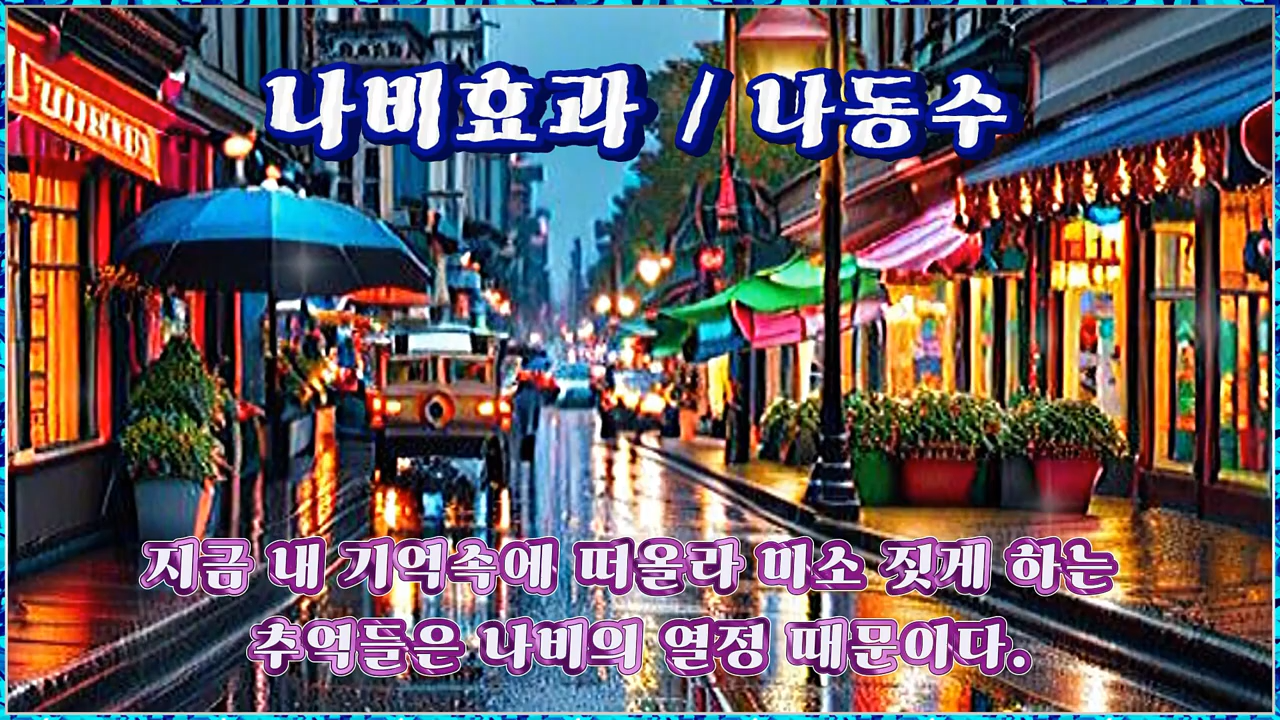 나비효과 / 나동수
지금 내 기억속에 떠올라 미소 짓게 하는
추억들은 나비의 열정 때문이다.